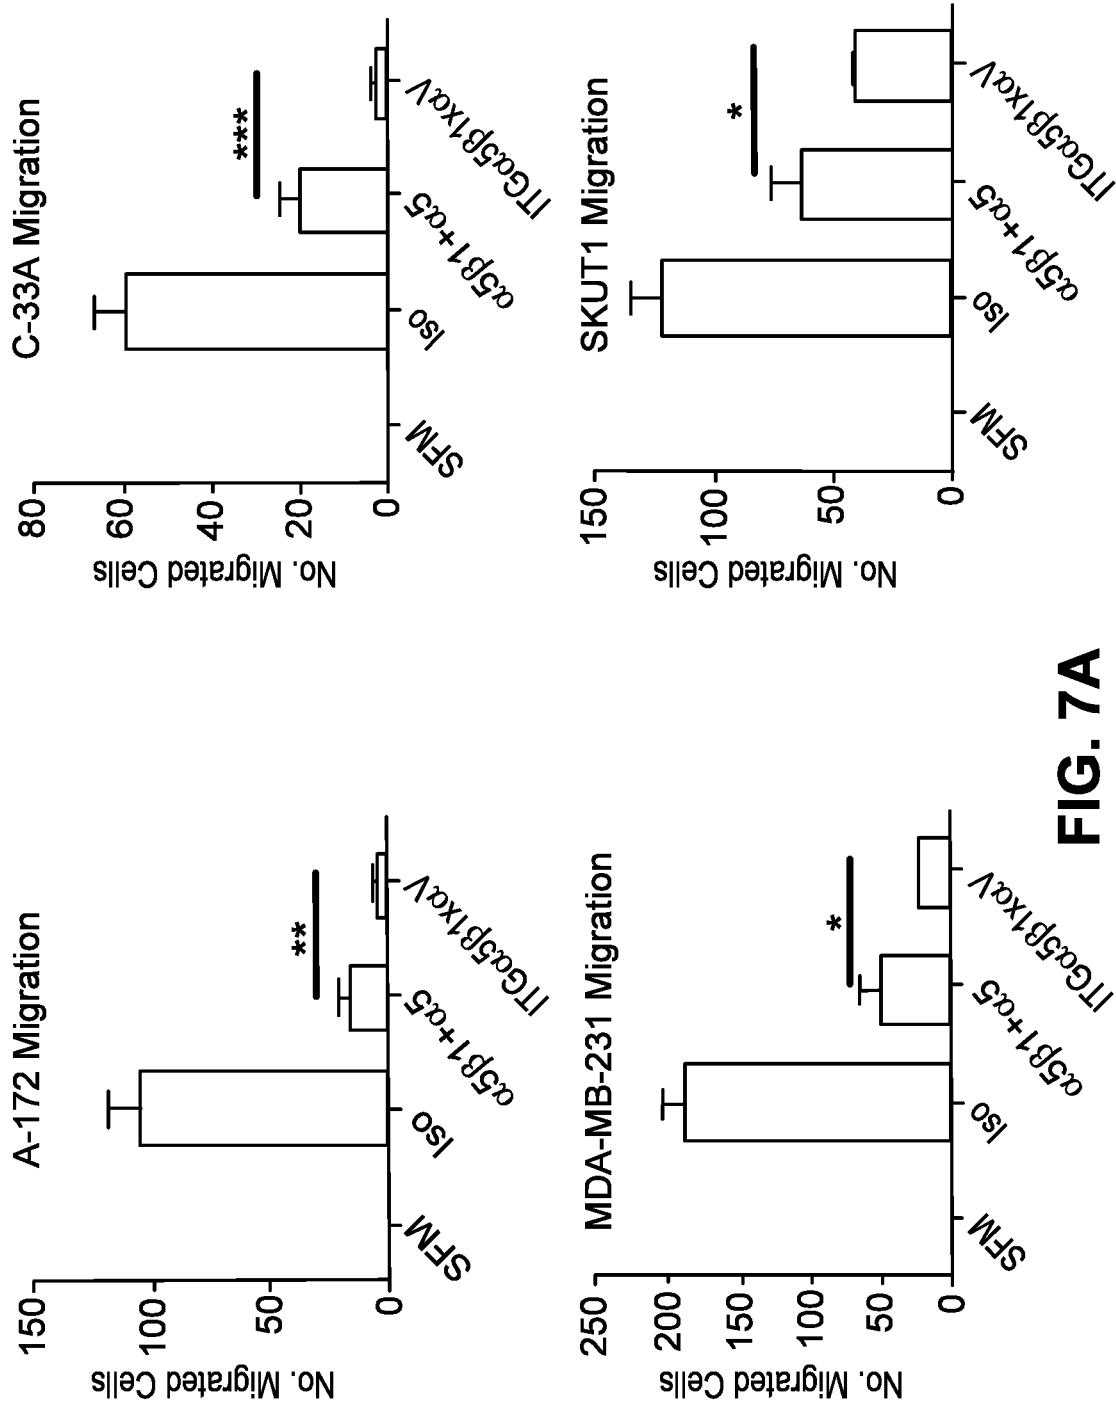 A-172 Migration
No. Migrated Cells
150
100
50
0
**
SFM
Iso
α5β1+α5
ITGα5β1xαV
C-33A Migration
No. Migrated Cells
80
60
40
20
0
***
SFM
Iso
α5β1+α5
ITGα5β1xαV
MDA-MB-231 Migration
No. Migrated Cells
250
200
150
100
50
0
*
SFM
Iso
α5β1+α5
ITGα5β1xαV
SKUT1 Migration
No. Migrated Cells
150
100
50
0
*
SFM
Iso
α5β1+α5
ITGα5β1xαV
FIG. 7A